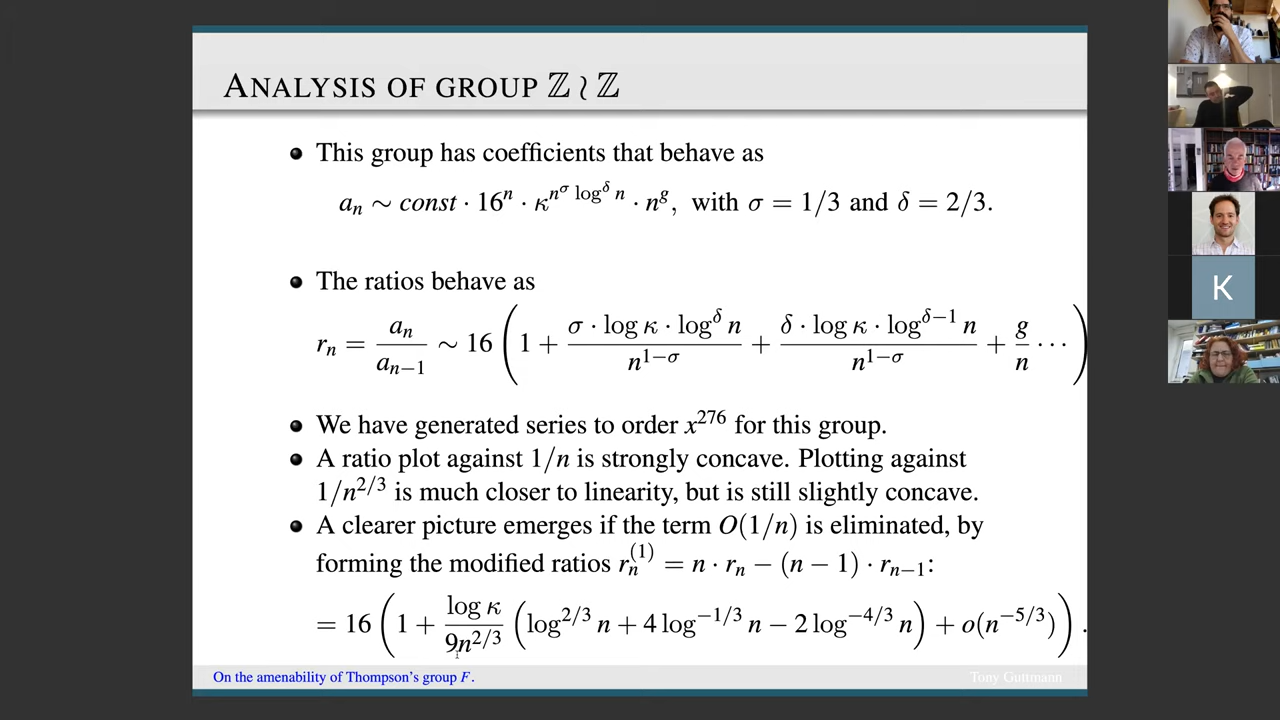 ANALYSIS OF GROUP ℤ ≀ ℤ
• This group has coefficients that behave as
a_n ∼ const · 16^n · κ^{n^σ log^δ n} · n^g, with σ = 1/3 and δ = 2/3.
• The ratios behave as
r_n = a_n / a_{n−1} ∼ 16 (1 + (σ · log κ · log^δ n) / n^{1−σ} + (δ · log κ · log^{δ−1} n) / n^{1−σ} + g/n ⋯)
• We have generated series to order x^{276} for this group.
• A ratio plot against 1/n is strongly concave. Plotting against
1/n^{2/3} is much closer to linearity, but is still slightly concave.
• A clearer picture emerges if the term O(1/n) is eliminated, by
forming the modified ratios r_n^{(1)} = n · r_n − (n − 1) · r_{n−1}:
= 16 (1 + (log κ / 9n^{2/3}) (log^{2/3} n + 4 log^{−1/3} n − 2 log^{−4/3} n) + o(n^{−5/3})).
On the amenability of Thompson's group F.
Tony Guttmann
K